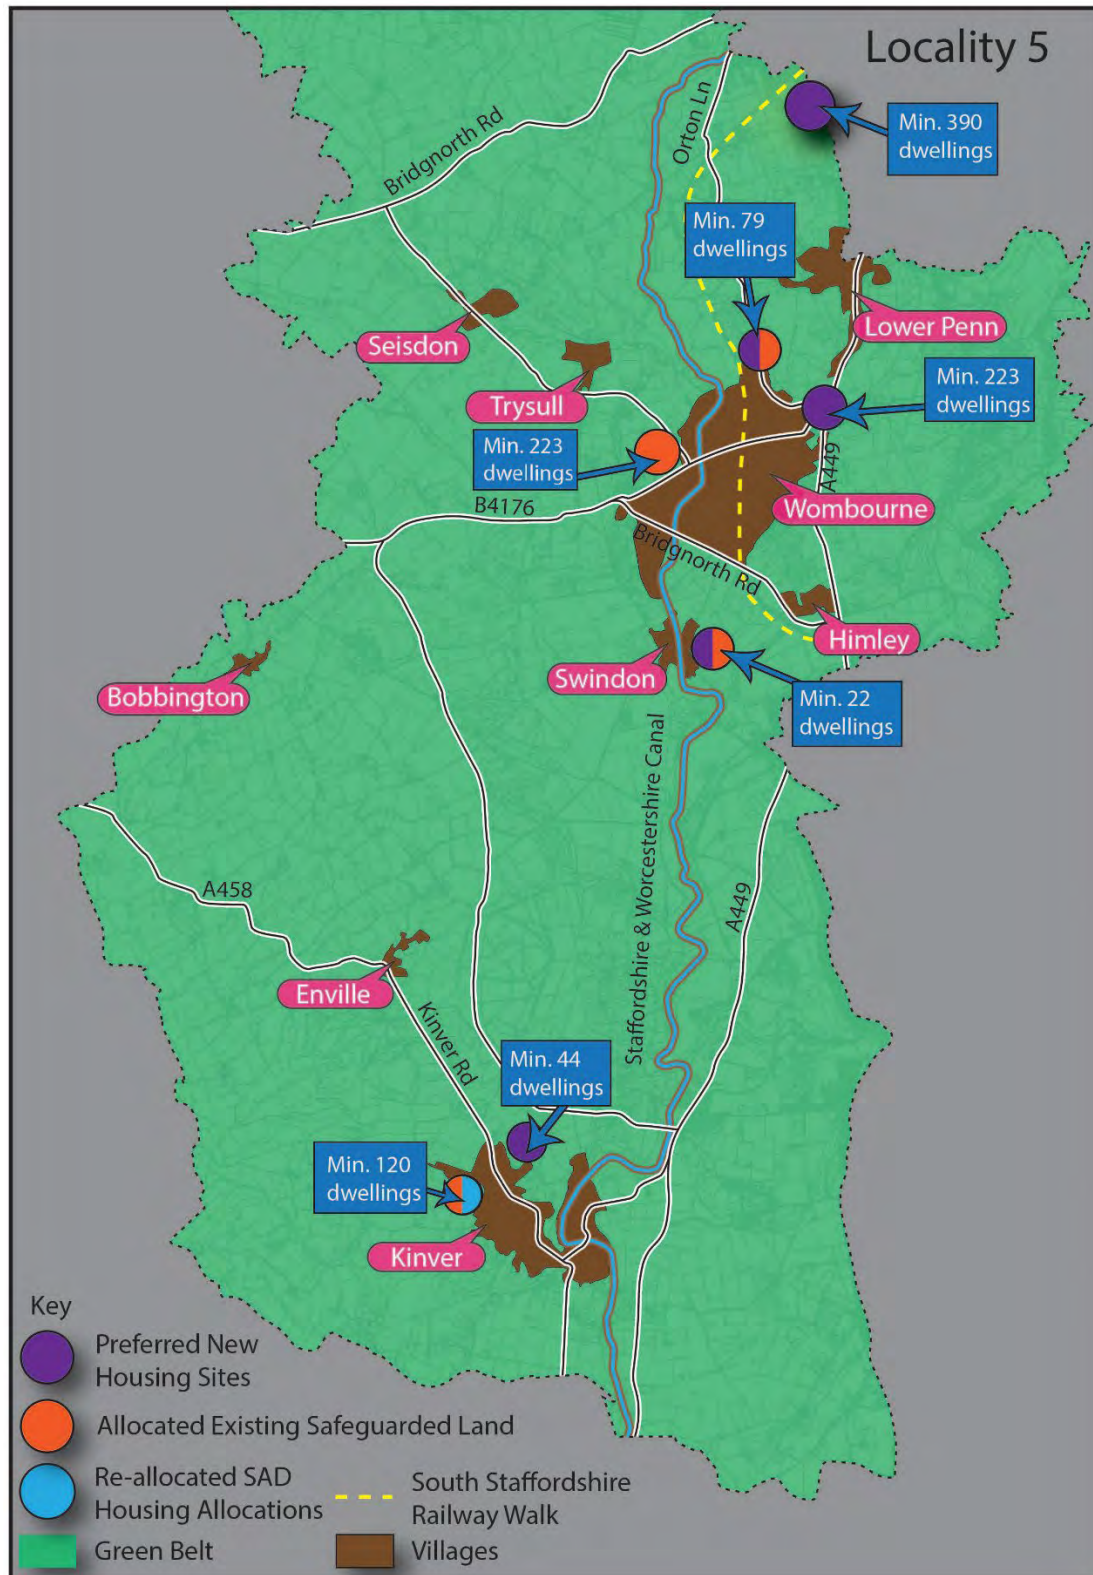 Locality 5
Min. 390
dwellings
Orton Ln
Bridgnorth Rd
Min. 79
dwellings
Lower Penn
Seisdon
Min. 223
dwellings
Trysull
Min. 223
dwellings
A449
Wombourne
B4176
Bridgnorth Rd
Himley
Swindon
Bobbington
Min. 22
dwellings
Staffordshire & Worcestershire Canal
A449
A458
Enville
Kinver Rd
Min. 44
dwellings
Min. 120
dwellings
Kinver
Key
Preferred New
Housing Sites
Allocated Existing Safeguarded Land
Re-allocated SAD
Housing Allocations
South Staffordshire
Railway Walk
Green Belt
Villages